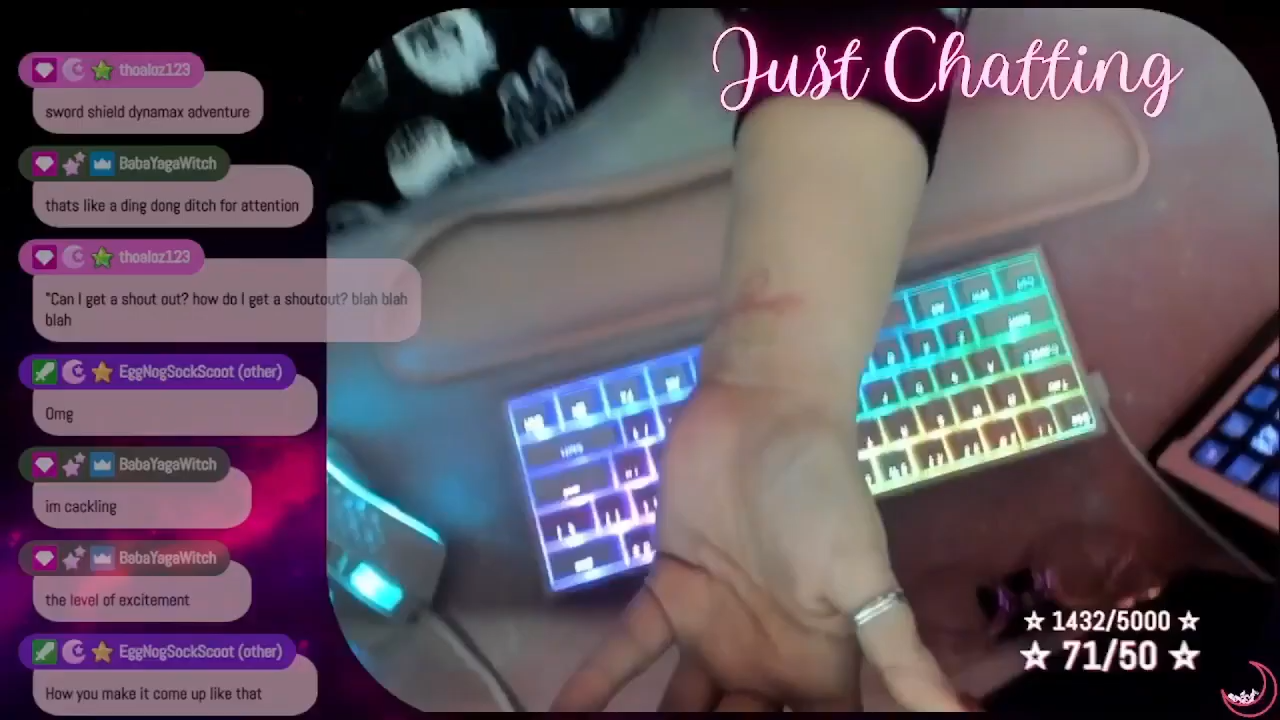 Just Chatting
thoaloz123
sword shield dynamax adventure
BabaYagaWitch
thats like a ding dong ditch for attention
thoaloz123
"Can I get a shout out? how do I get a shoutout? blah blah
blah
EggNogSockScoot (other)
Omg
BabaYagaWitch
im cackling
BabaYagaWitch
the level of excitement
EggNogSockScoot (other)
How you make it come up like that
☆ 1432/5000 ☆
☆ 71/50 ☆